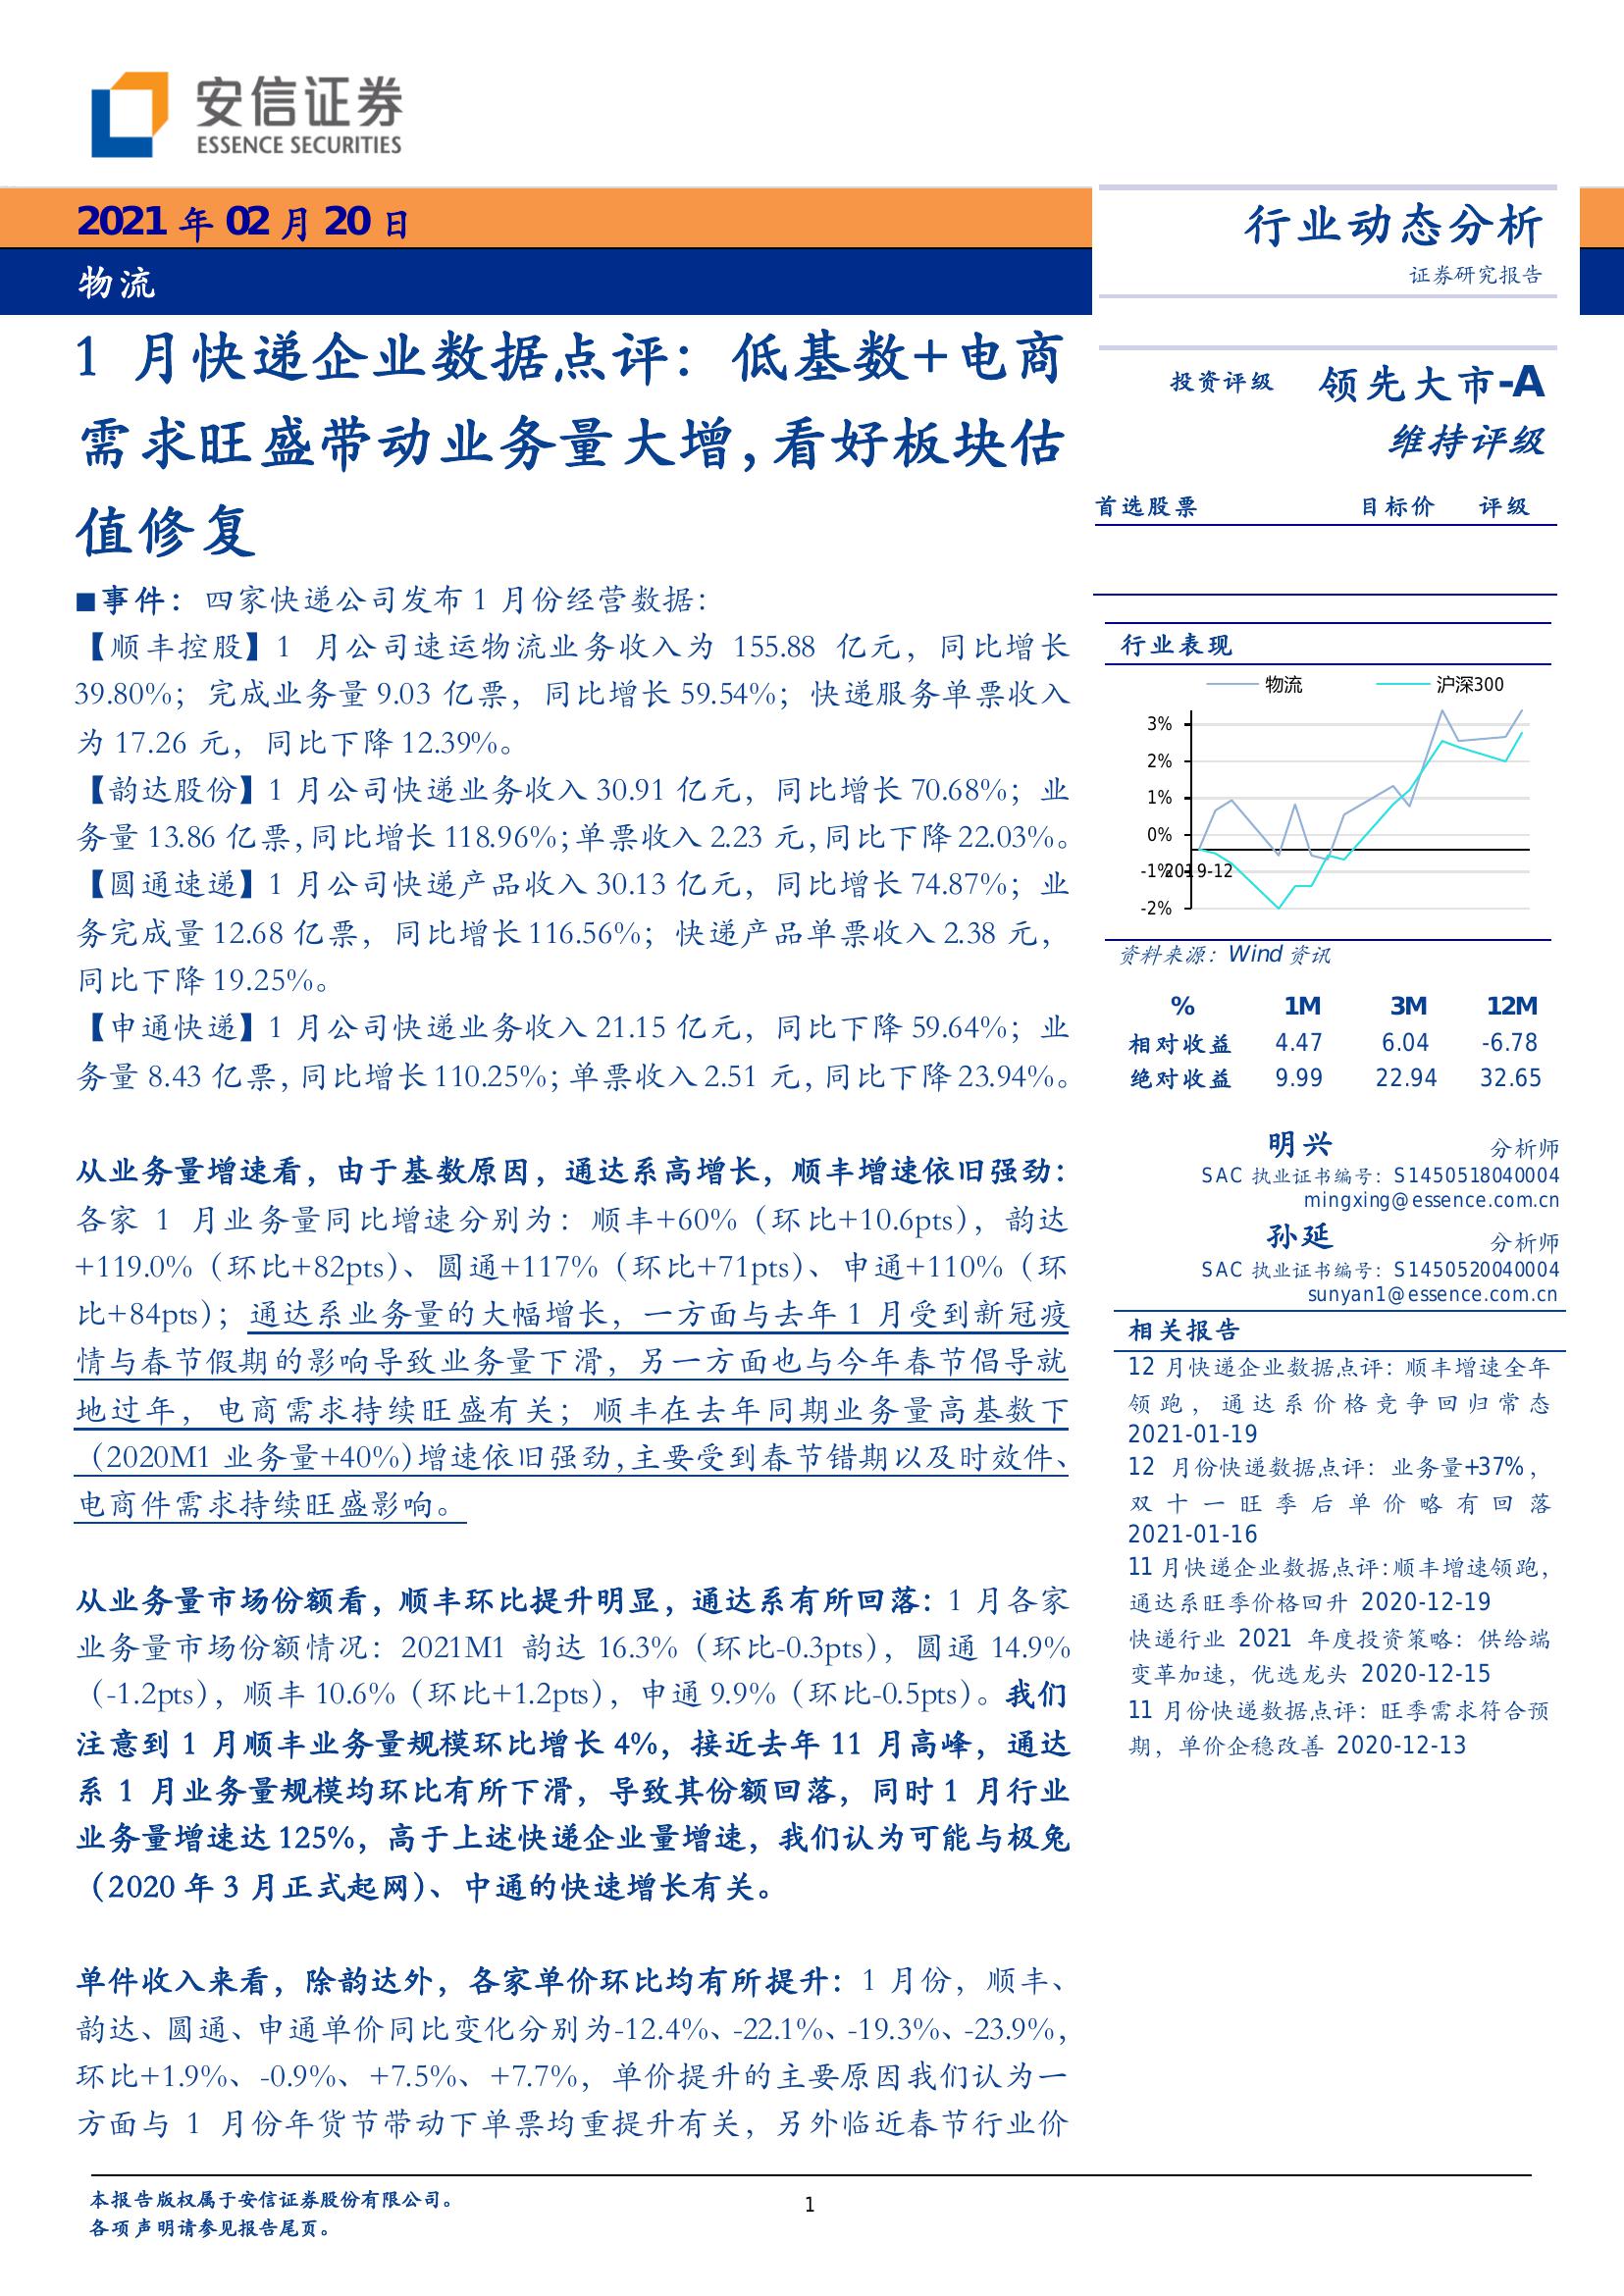 安信证券
ESSENCE SECURITIES
2021 年 02 月 20 日
物流
行业动态分析
证券研究报告
1 月快递企业数据点评：低基数+电商
需求旺盛带动业务量大增，看好板块估
值修复
■事件：四家快递公司发布 1 月份经营数据：
【顺丰控股】1 月公司速运物流业务收入为 155.88 亿元，同比增长
39.80%；完成业务量 9.03 亿票，同比增长 59.54%；快递服务单票收入
为 17.26 元，同比下降 12.39%。
【韵达股份】1 月公司快递业务收入 30.91 亿元，同比增长 70.68%；业
务量 13.86 亿票，同比增长 118.96%；单票收入 2.23 元，同比下降 22.03%。
【圆通速递】1 月公司快递产品收入 30.13 亿元，同比增长 74.87%；业
务完成量 12.68 亿票，同比增长 116.56%；快递产品单票收入 2.38 元，
同比下降 19.25%。
【申通快递】1 月公司快递业务收入 21.15 亿元，同比下降 59.64%；业
务量 8.43 亿票，同比增长 110.25%；单票收入 2.51 元，同比下降 23.94%。
从业务量增速看，由于基数原因，通达系高增长，顺丰增速依旧强劲：
各家 1 月业务量同比增速分别为：顺丰+60%（环比+10.6pts），韵达
+119.0%（环比+82pts）、圆通+117%（环比+71pts）、申通+110%（环
比+84pts）；通达系业务量的大幅增长，一方面与去年 1 月受到新冠疫
情与春节假期的影响导致业务量下滑，另一方面也与今年春节倡导就
地过年，电商需求持续旺盛有关；顺丰在去年同期业务量高基数下
（2020M1 业务量+40%）增速依旧强劲，主要受到春节错期以及时效件、
电商件需求持续旺盛影响。
从业务量市场份额看，顺丰环比提升明显，通达系有所回落：1 月各家
业务量市场份额情况：2021M1 韵达 16.3%（环比-0.3pts），圆通 14.9%
（-1.2pts），顺丰 10.6%（环比+1.2pts），申通 9.9%（环比-0.5pts）。我们
注意到 1 月顺丰业务量规模环比增长 4%，接近去年 11 月高峰，通达
系 1 月业务量规模均环比有所下滑，导致其份额回落，同时 1 月行业
业务量增速达 125%，高于上述快递企业量增速，我们认为可能与极兔
（2020 年 3 月正式起网）、中通的快速增长有关。
单件收入来看，除韵达外，各家单价环比均有所提升：1 月份，顺丰、
韵达、圆通、申通单价同比变化分别为-12.4%、-22.1%、-19.3%、-23.9%，
环比+1.9%、-0.9%、+7.5%、+7.7%，单价提升的主要原因我们认为一
方面与 1 月份年货节带动下单票均重提升有关，另外临近春节行业价
投资评级 领先大市-A
维持评级
首选股票 目标价 评级
行业表现
物流 沪深300
3%
2%
1%
0%
-1%
2019-12
-2%
资料来源：Wind 资讯
% 1M 3M 12M
相对收益 4.47 6.04 -6.78
绝对收益 9.99 22.94 32.65
明兴 分析师
SAC 执业证书编号：S1450518040004
mingxing@essence.com.cn
孙延 分析师
SAC 执业证书编号：S1450520040004
sunyan1@essence.com.cn
相关报告
12 月快递企业数据点评：顺丰增速全年
领跑，通达系价格竞争回归常态
2021-01-19
12 月份快递数据点评：业务量+37%，
双十一旺季后单价略有回落
2021-01-16
11 月快递企业数据点评：顺丰增速领跑，
通达系旺季价格回升 2020-12-19
快递行业 2021 年度投资策略：供给端
变革加速，优选龙头 2020-12-15
11 月份快递数据点评：旺季需求符合预
期，单价企稳改善 2020-12-13
本报告版权属于安信证券股份有限公司。
各项声明请参见报告尾页。
1